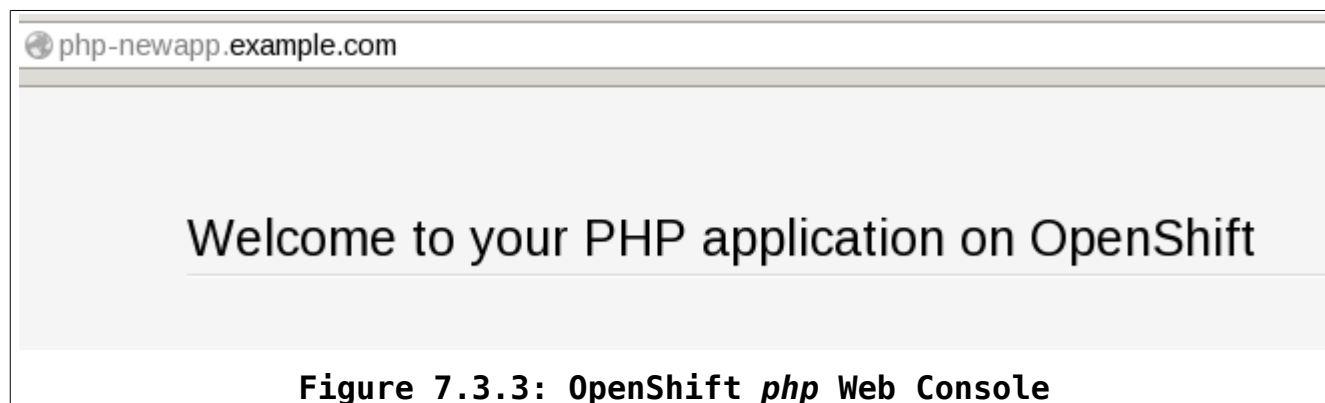 php-newapp.example.com
Welcome to your PHP application on OpenShift
Figure 7.3.3: OpenShift php Web Console